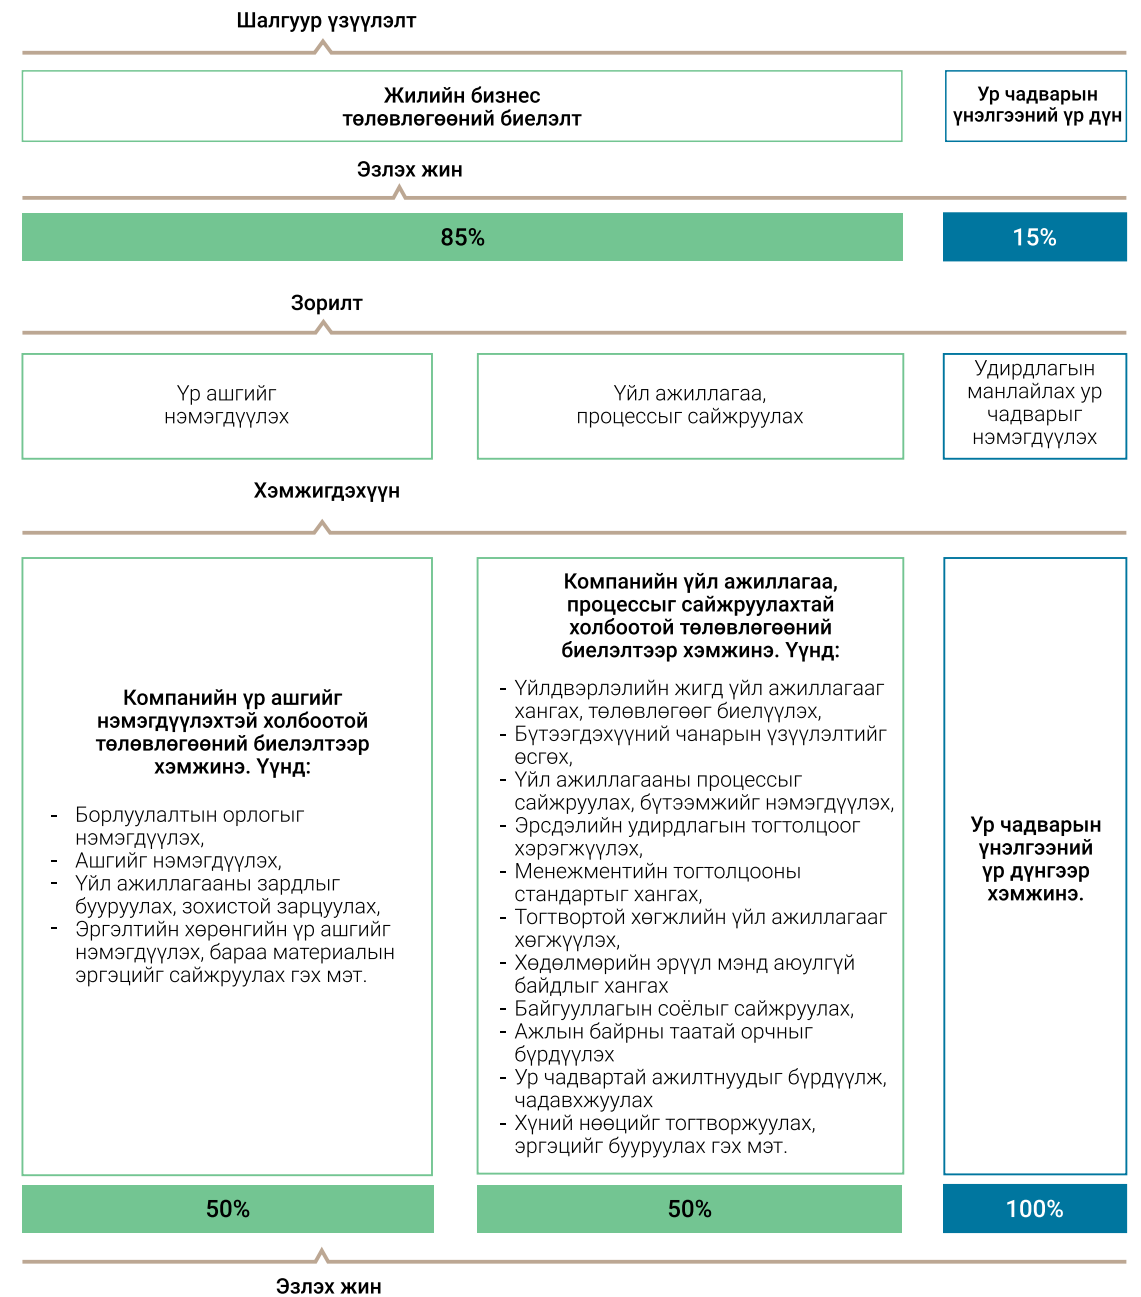 Шалгуур үзүүлэлт
Жилийн бизнес
төлөвлөгөөний биелэлт
Ур чадварын
үнэлгээний үр дүн
Эзлэх жин
85%
15%
Зорилт
Үр ашгийг
нэмэгдүүлэх
Үйл ажиллагаа,
процессыг сайжруулах
Удирдлагын
манлайлах ур
чадварыг
нэмэгдүүлэх
Хэмжигдэхүүн
Компанийн үр ашгийг
нэмэгдүүлэхтэй холбоотой
төлөвлөгөөний биелэлтээр
хэмжинэ. Үүнд:
- Борлуулалтын орлогыг
нэмэгдүүлэх,
- Ашгийг нэмэгдүүлэх,
- Үйл ажиллагааны зардлыг
бууруулах, зохистой зарцуулах,
- Эргэлтийн хөрөнгийн үр ашгийг
нэмэгдүүлэх, бараа материалын
эргэцийг сайжруулах гэх мэт.
Компанийн үйл ажиллагаа,
процессыг сайжруулахтай
холбоотой төлөвлөгөөний
биелэлтээр хэмжинэ. Үүнд:
- Үйлдвэрлэлийн жигд үйл ажиллагааг
хангах, төлөвлөгөөг биелүүлэх,
- Бүтээгдэхүүний чанарын үзүүлэлтийг
өсгөх,
- Үйл ажиллагааны процессыг
сайжруулах, бүтээмжийг нэмэгдүүлэх,
- Эрсдэлийн удирдлагын тогтолцоог
хэрэгжүүлэх,
- Менежментийн тогтолцооны
стандартыг хангах,
- Тогтвортой хөгжлийн үйл ажиллагааг
хөгжүүлэх,
- Хөдөлмөрийн эрүүл мэнд аюулгүй
байдлыг хангах
- Байгууллагын соёлыг сайжруулах,
- Ажлын байрны таатай орчныг
бүрдүүлэх
- Ур чадвартай ажилтнуудыг бүрдүүлж,
чадавхжуулах
- Хүний нөөцийг тогтворжуулах,
эргэцийг бууруулах гэх мэт.
Ур чадварын
үнэлгээний
үр дүнгээр
хэмжинэ.
50%
50%
100%
Эзлэх жин